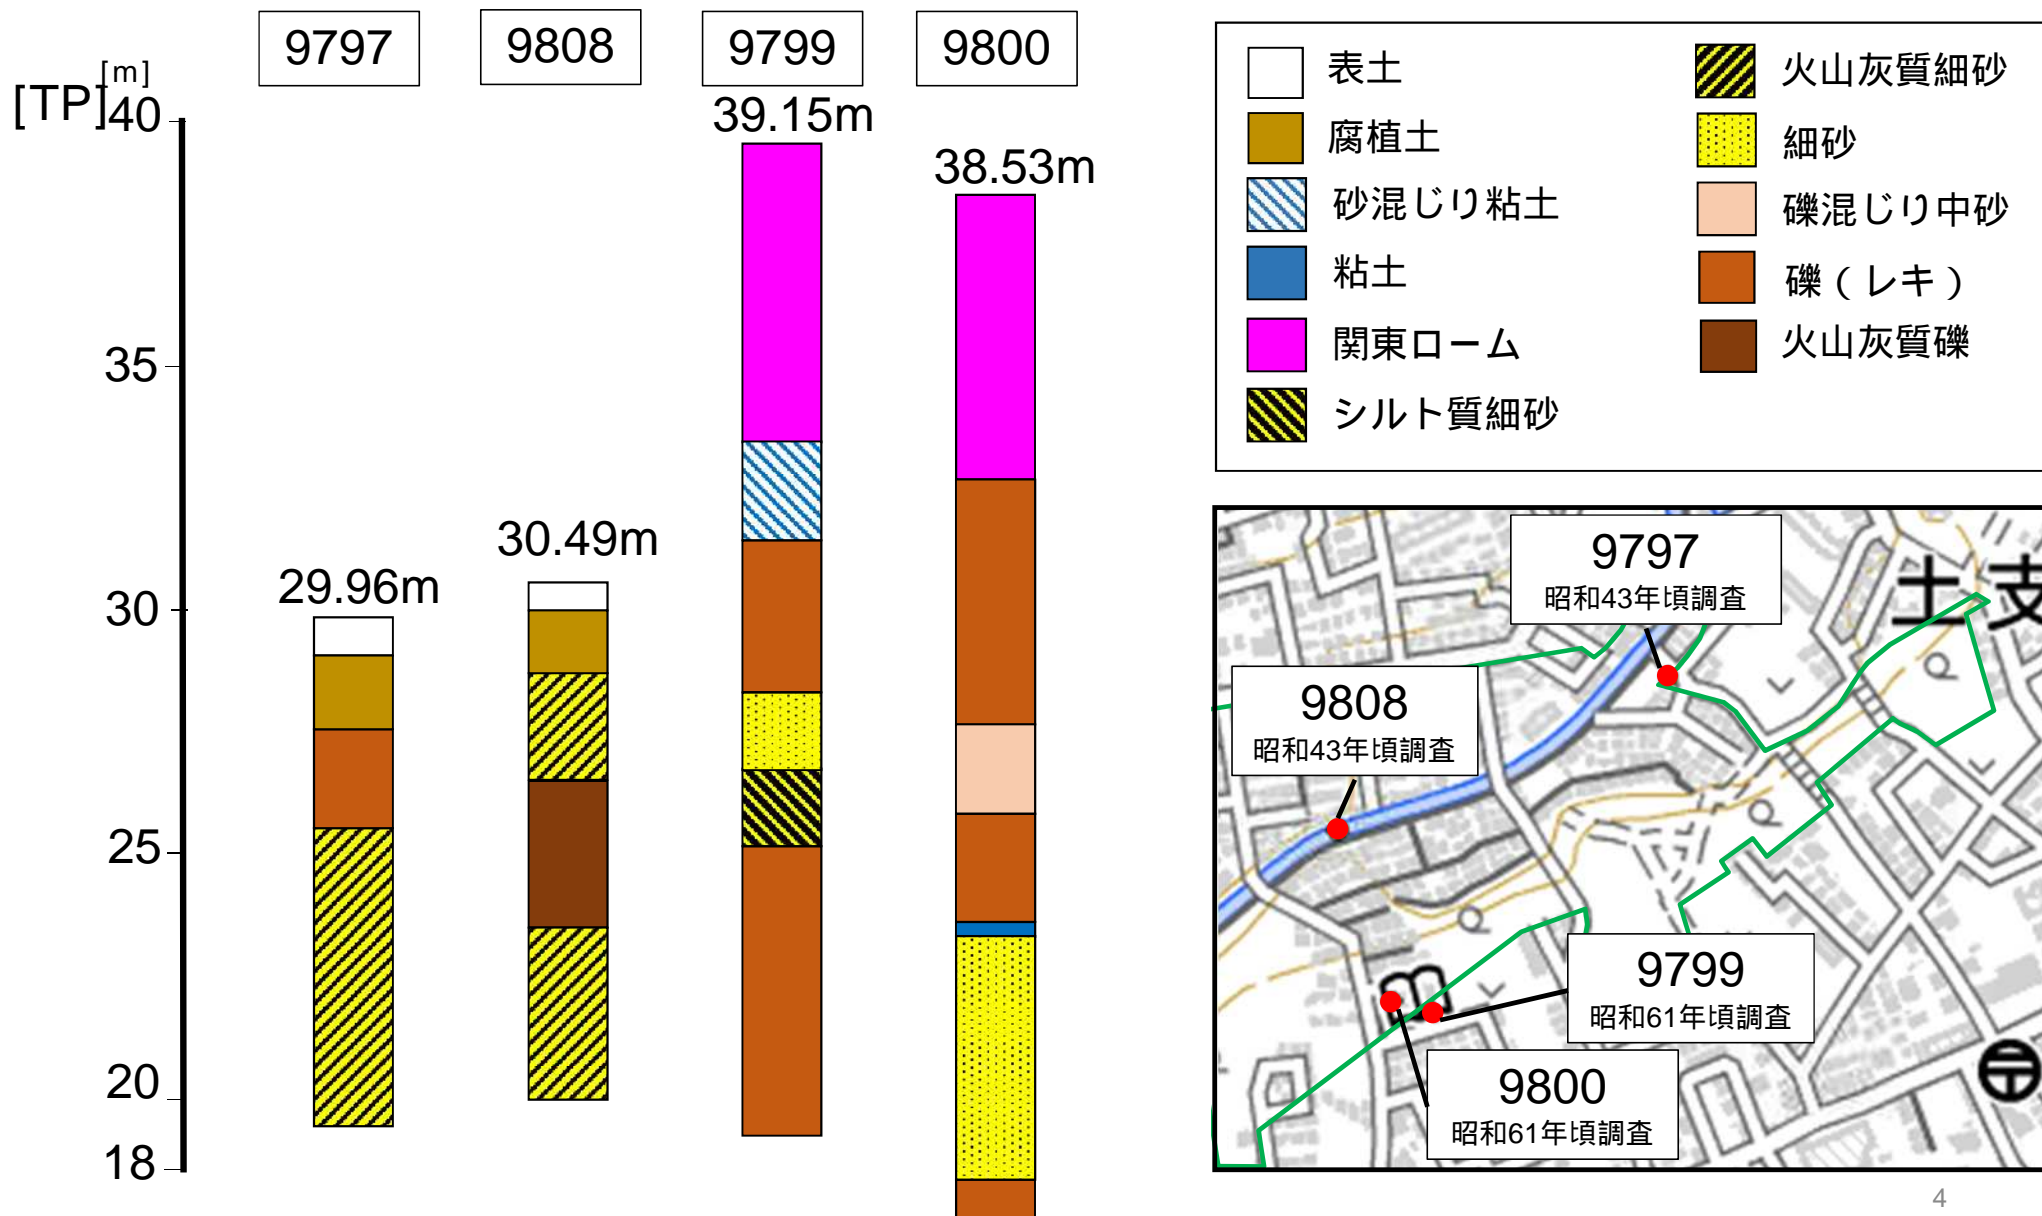 9797
9808
9799
9800
[m]
[TP]
40
35
30
25
20
18
29.96m
30.49m
39.15m
38.53m
表土
腐植土
砂混じり粘土
粘土
関東ローム
シルト質細砂
火山灰質細砂
細砂
礫混じり中砂
礫（レキ）
火山灰質礫
9797
昭和43年頃調査
土支
9808
昭和43年頃調査
9799
昭和61年頃調査
9800
昭和61年頃調査
4